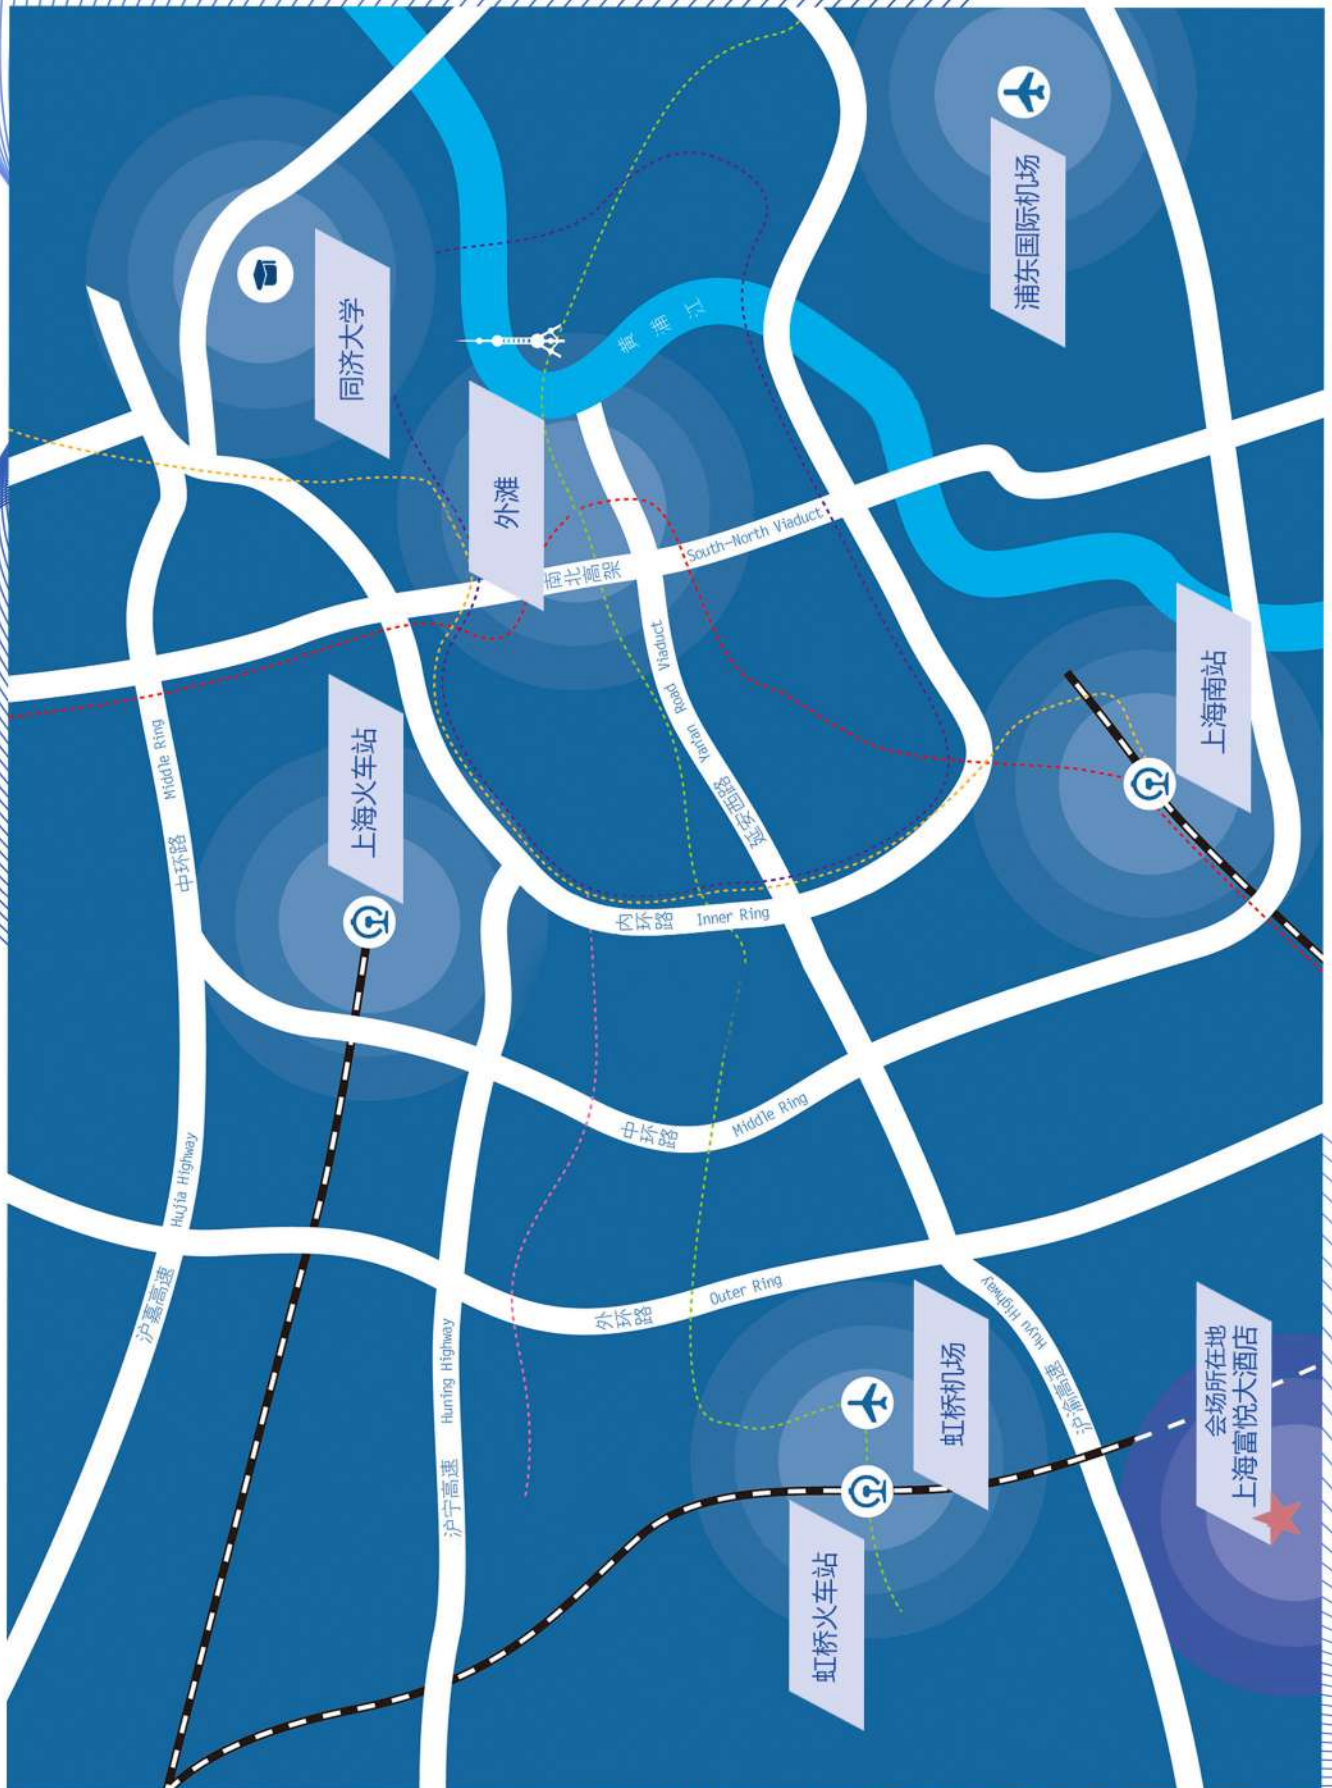 同济大学
浦东国际机场
黄浦江
外滩
南北高架
South-North Viaduct
上海火车站
中环路
Middle Ring
延安西路
Yan'an Road Viaduct
上海南站
内环路
Inner Ring
中环路
Middle Ring
沪嘉高速
Hujia Highway
外环路
Outer Ring
沪宁高速
Huning Highway
虹桥机场
虹桥火车站
沪渝高速
Huyu Highway
会场所在地
上海富悦大酒店